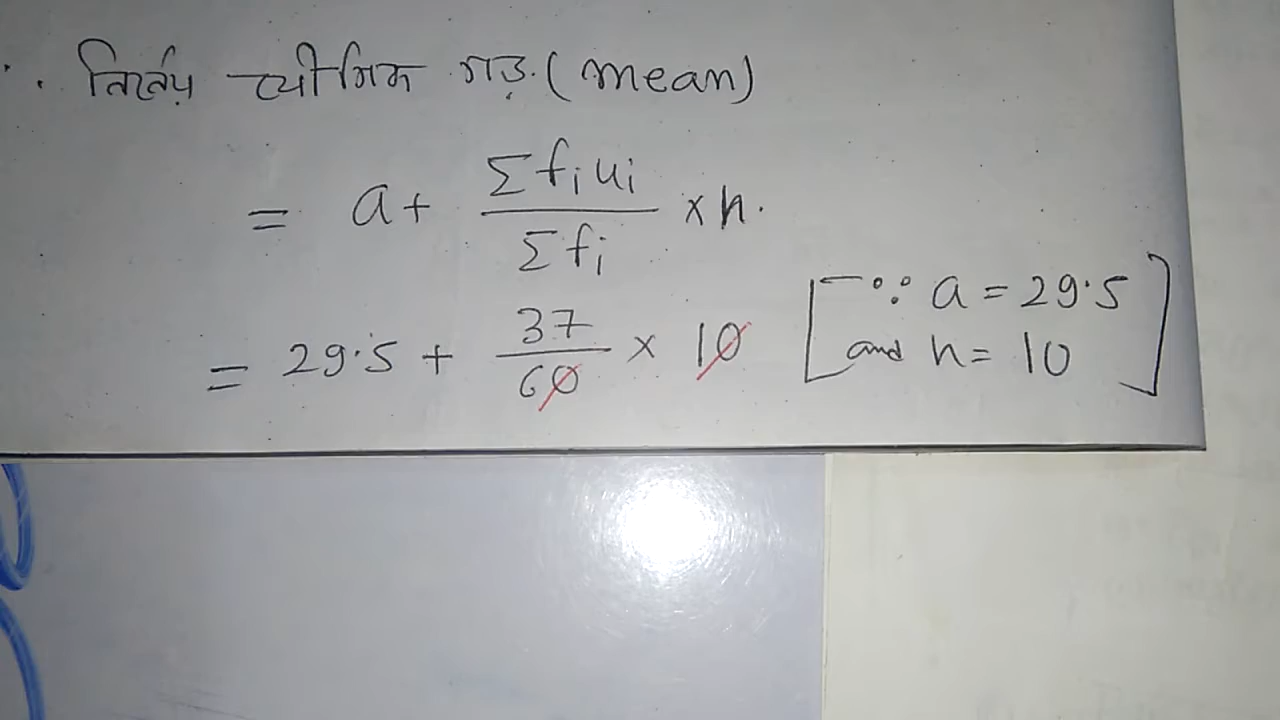 ∴ নির্ণেয় যৌগিক গড় (mean)
= a + Σfᵢuᵢ / Σfᵢ × h.
= 29.5 + 37/60 × 10 [∵ a = 29.5
and h = 10]